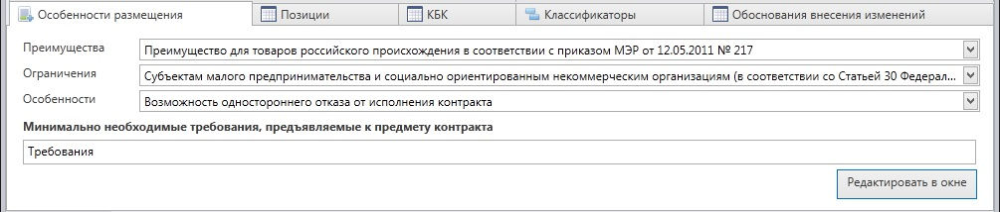 Особенности размещения Позиции КБК Классификаторы Обоснования внесения изменений
Преимущества Преимущество для товаров российского происхождения в соответствии с приказом МЭР от 12.05.2011 № 217
Ограничения Субъектам малого предпринимательства и социально ориентированным некоммерческим организациям (в соответствии со Статьей 30 Федерал...
Особенности Возможность одностороннего отказа от исполнения контракта
Минимально необходимые требования, предъявляемые к предмету контракта
Требования
Редактировать в окне